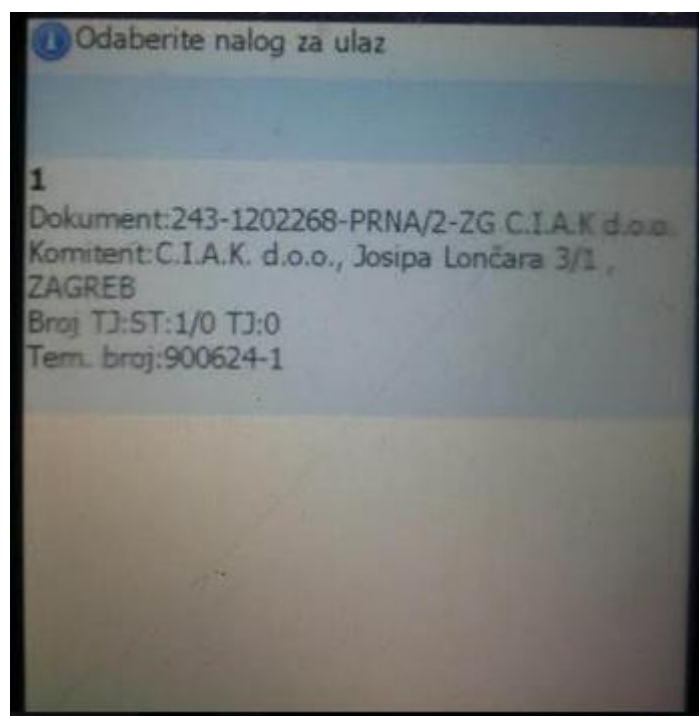 Odaberite nalog za ulaz
1
Dokument:243-1202268-PRNA/2-ZG C.I.A.K d.o.o.
Komitent:C.I.A.K. d.o.o., Josipa Lončara 3/1 ,
ZAGREB
Broj TJ:ST:1/0 TJ:0
Tem. broj:900624-1